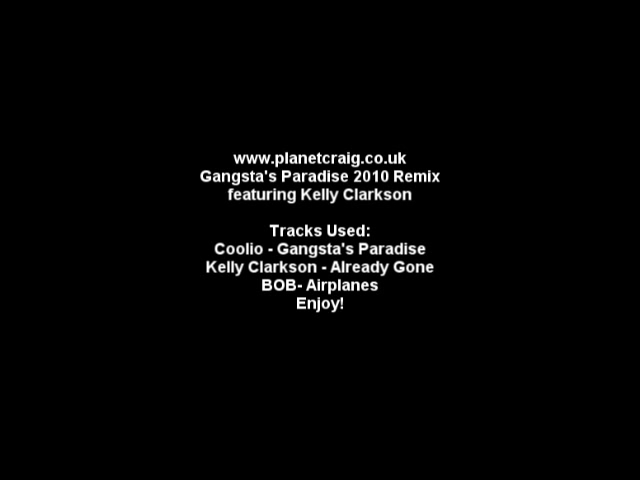 www.planetcraig.co.uk
Gangsta's Paradise 2010 Remix
featuring Kelly Clarkson
Tracks Used:
Coolio - Gangsta's Paradise
Kelly Clarkson - Already Gone
BOB- Airplanes
Enjoy!